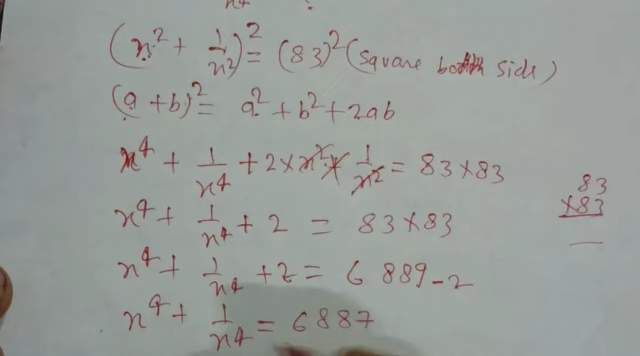 (x² + 1/x²)² = (83)² (square both side)
(a + b)² = a² + b² + 2ab
x⁴ + 1/x⁴ + 2 × x² × 1/x² = 83 × 83
83
× 83
x⁴ + 1/x⁴ + 2 = 83 × 83
x⁴ + 1/x⁴ + 2 = 6889 - 2
x⁴ + 1/x⁴ = 6887